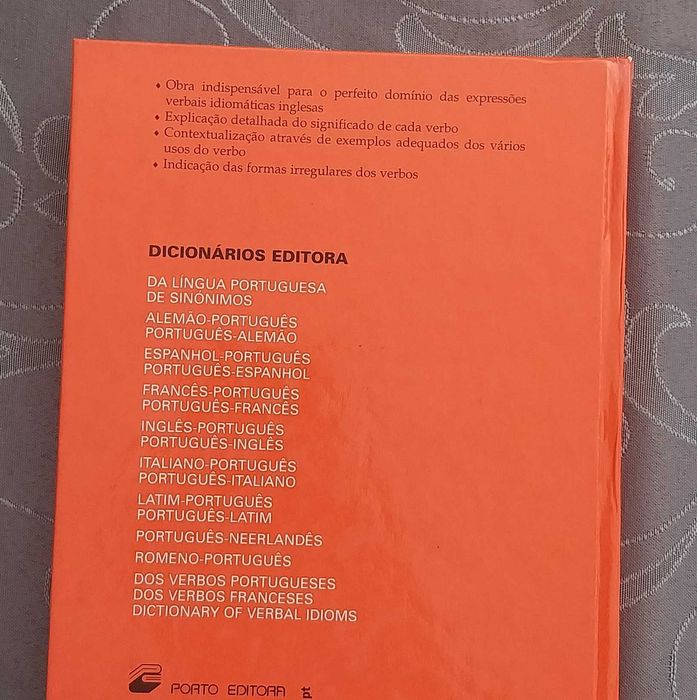 ♦ Obra indispensável para o perfeito domínio das expressões
verbais idiomáticas inglesas
♦ Explicação detalhada do significado de cada verbo
♦ Contextualização através de exemplos adequados dos vários
usos do verbo
♦ Indicação das formas irregulares dos verbos
DICIONÁRIOS EDITORA
DA LÍNGUA PORTUGUESA
DE SINÓNIMOS
ALEMÃO-PORTUGUÊS
PORTUGUÊS-ALEMÃO
ESPANHOL-PORTUGUÊS
PORTUGUÊS-ESPANHOL
FRANCÊS-PORTUGUÊS
PORTUGUÊS-FRANCÊS
INGLÊS-PORTUGUÊS
PORTUGUÊS-INGLÊS
ITALIANO-PORTUGUÊS
PORTUGUÊS-ITALIANO
LATIM-PORTUGUÊS
PORTUGUÊS-LATIM
PORTUGUÊS-NEERLANDÊS
ROMENO-PORTUGUÊS
DOS VERBOS PORTUGUESES
DOS VERBOS FRANCESES
DICTIONARY OF VERBAL IDIOMS
PORTO EDITORA
pt